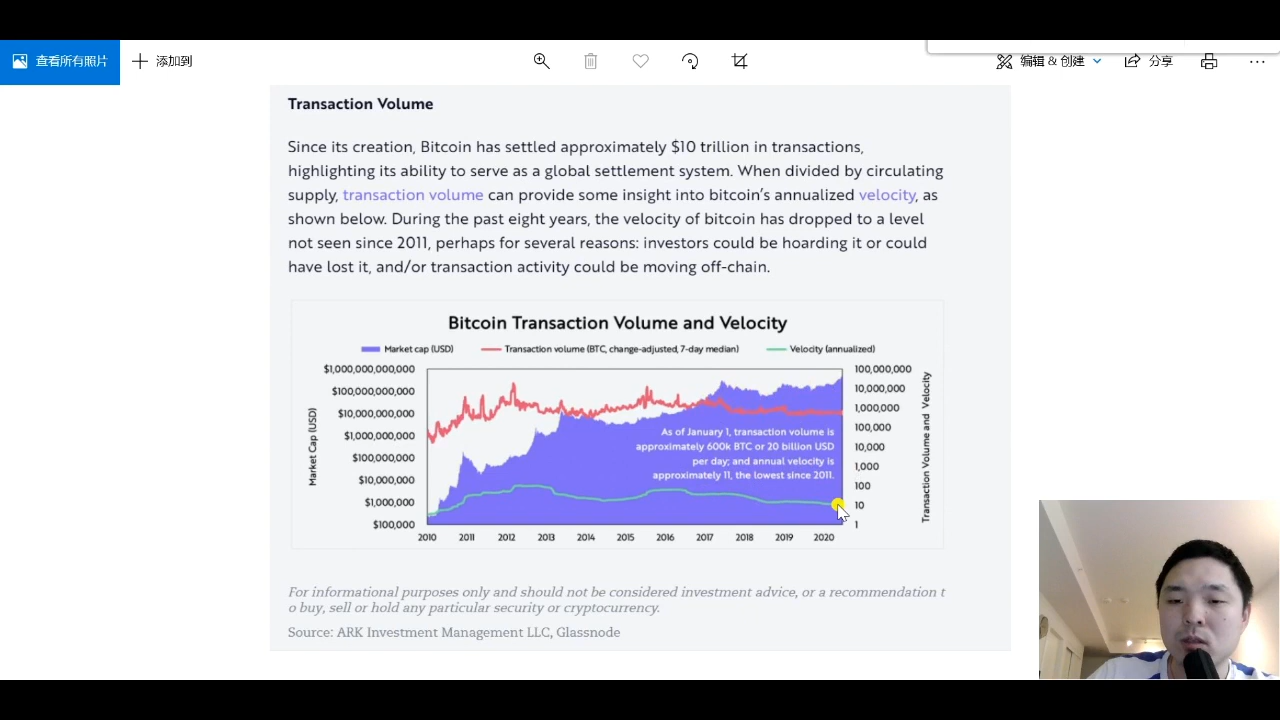 查看所有照片
添加到
编辑 & 创建
分享
Transaction Volume
Since its creation, Bitcoin has settled approximately $10 trillion in transactions,
highlighting its ability to serve as a global settlement system. When divided by circulating
supply, transaction volume can provide some insight into bitcoin's annualized velocity, as
shown below. During the past eight years, the velocity of bitcoin has dropped to a level
not seen since 2011, perhaps for several reasons: investors could be hoarding it or could
have lost it, and/or transaction activity could be moving off-chain.
Bitcoin Transaction Volume and Velocity
Market cap (USD)
Transaction volume (BTC, change-adjusted, 7-day median)
Velocity (annualized)
Market Cap (USD)
$1,000,000,000,000
$100,000,000,000
$10,000,000,000
$1,000,000,000
$100,000,000
$10,000,000
$1,000,000
$100,000
As of January 1, transaction volume is
approximately 600k BTC or 20 billion USD
per day; and annual velocity is
approximately 11, the lowest since 2011.
100,000,000
10,000,000
1,000,000
100,000
10,000
1,000
100
10
1
Transaction Volume and Velocity
2010 2011 2012 2013 2014 2015 2016 2017 2018 2019 2020
For informational purposes only and should not be considered investment advice, or a recommendation t
o buy, sell or hold any particular security or cryptocurrency.
Source: ARK Investment Management LLC, Glassnode